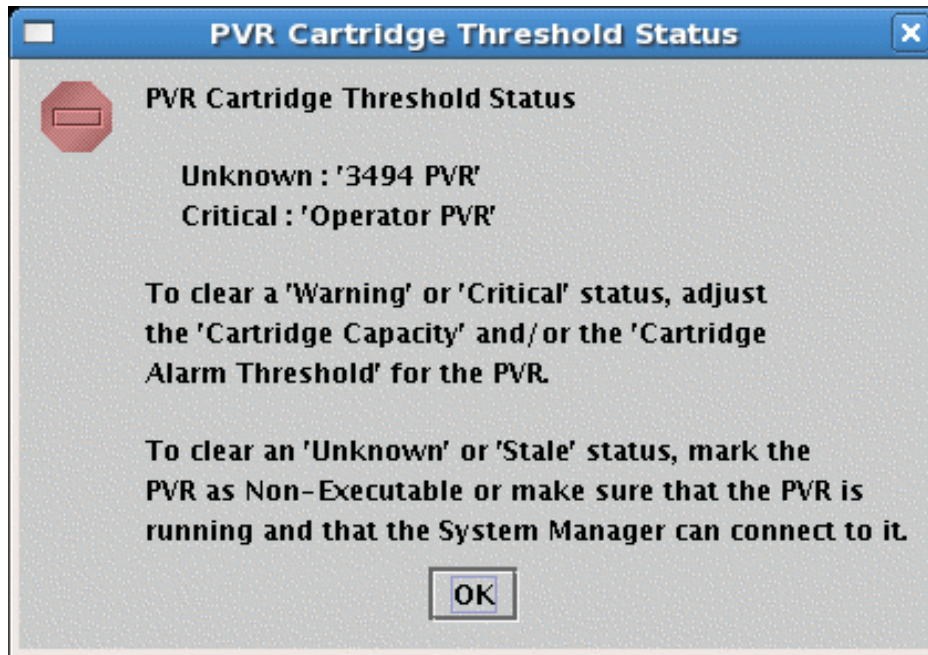 PVR Cartridge Threshold Status
PVR Cartridge Threshold Status
Unknown : '3494 PVR'
Critical : 'Operator PVR'
To clear a 'Warning' or 'Critical' status, adjust
the 'Cartridge Capacity' and/or the 'Cartridge
Alarm Threshold' for the PVR.
To clear an 'Unknown' or 'Stale' status, mark the
PVR as Non-Executable or make sure that the PVR is
running and that the System Manager can connect to it.
OK